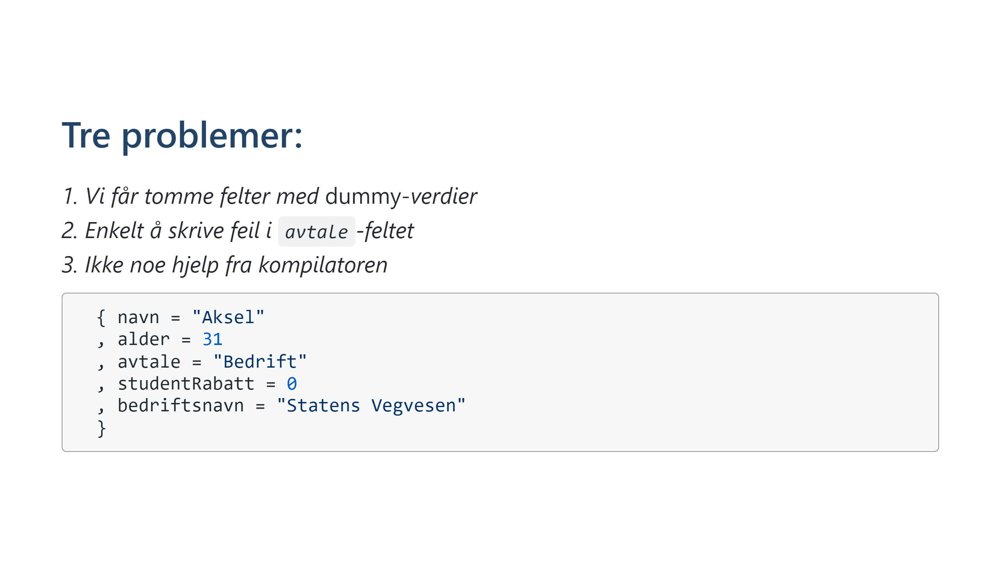 Tre problemer:
1. Vi får tomme felter med dummy-verdier
2. Enkelt å skrive feil i avtale-feltet
3. Ikke noe hjelp fra kompilatoren
{ navn = "Aksel"
, alder = 31
, avtale = "Bedrift"
, studentRabatt = 0
, bedriftsnavn = "Statens Vegvesen"
}